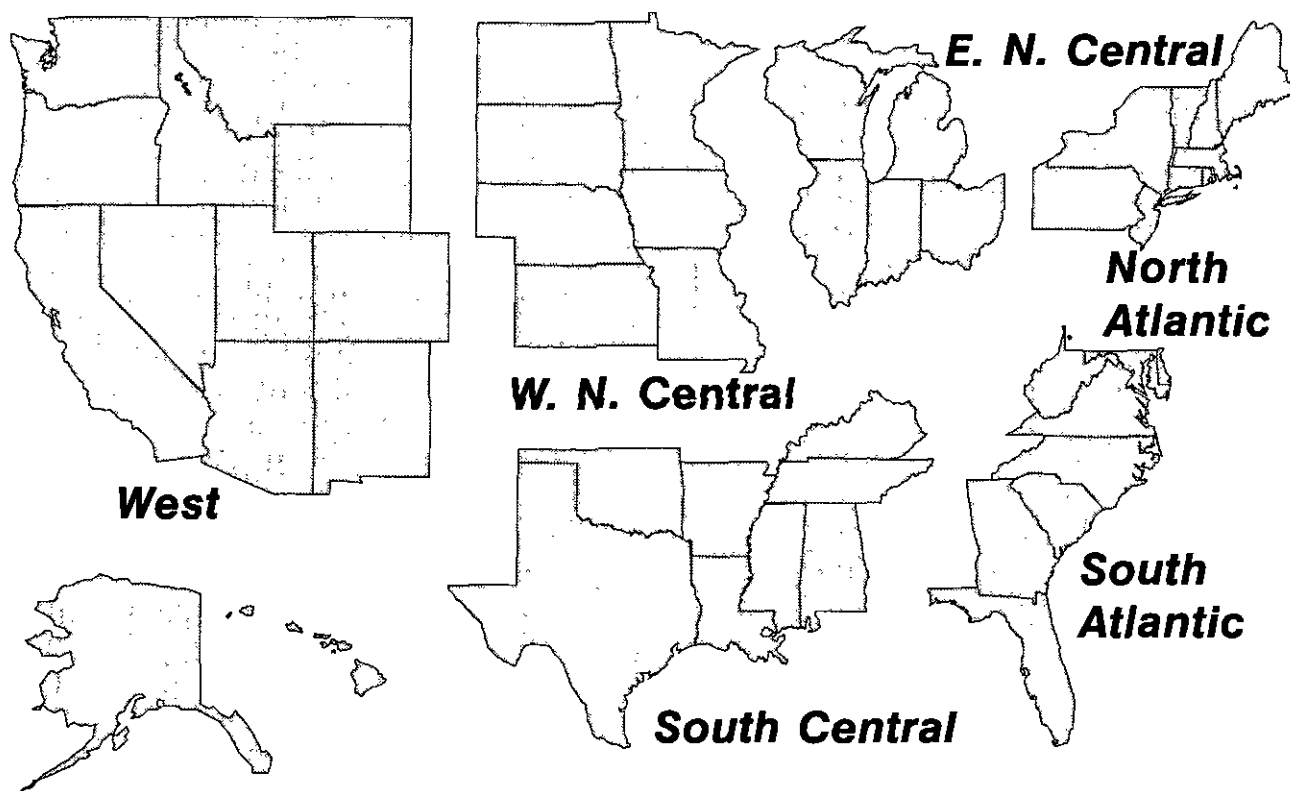 E. N. Central
North
Atlantic
W. N. Central
West
South
Atlantic
South Central